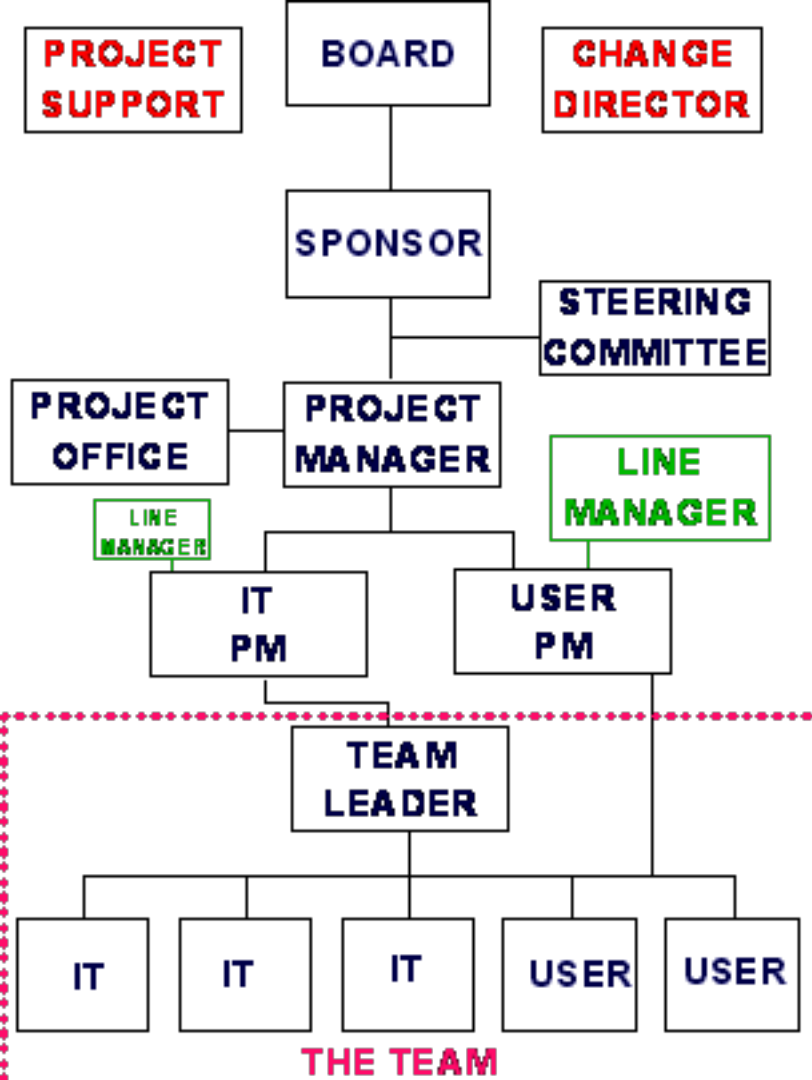 PROJECT
SUPPORT
BOARD
CHANGE
DIRECTOR
SPONSOR
STEERING
COMMITTEE
PROJECT
OFFICE
PROJECT
MANAGER
LINE
MANAGER
LINE
MANAGER
IT
PM
USER
PM
TEAM
LEADER
IT
IT
IT
USER
USER
THE TEAM